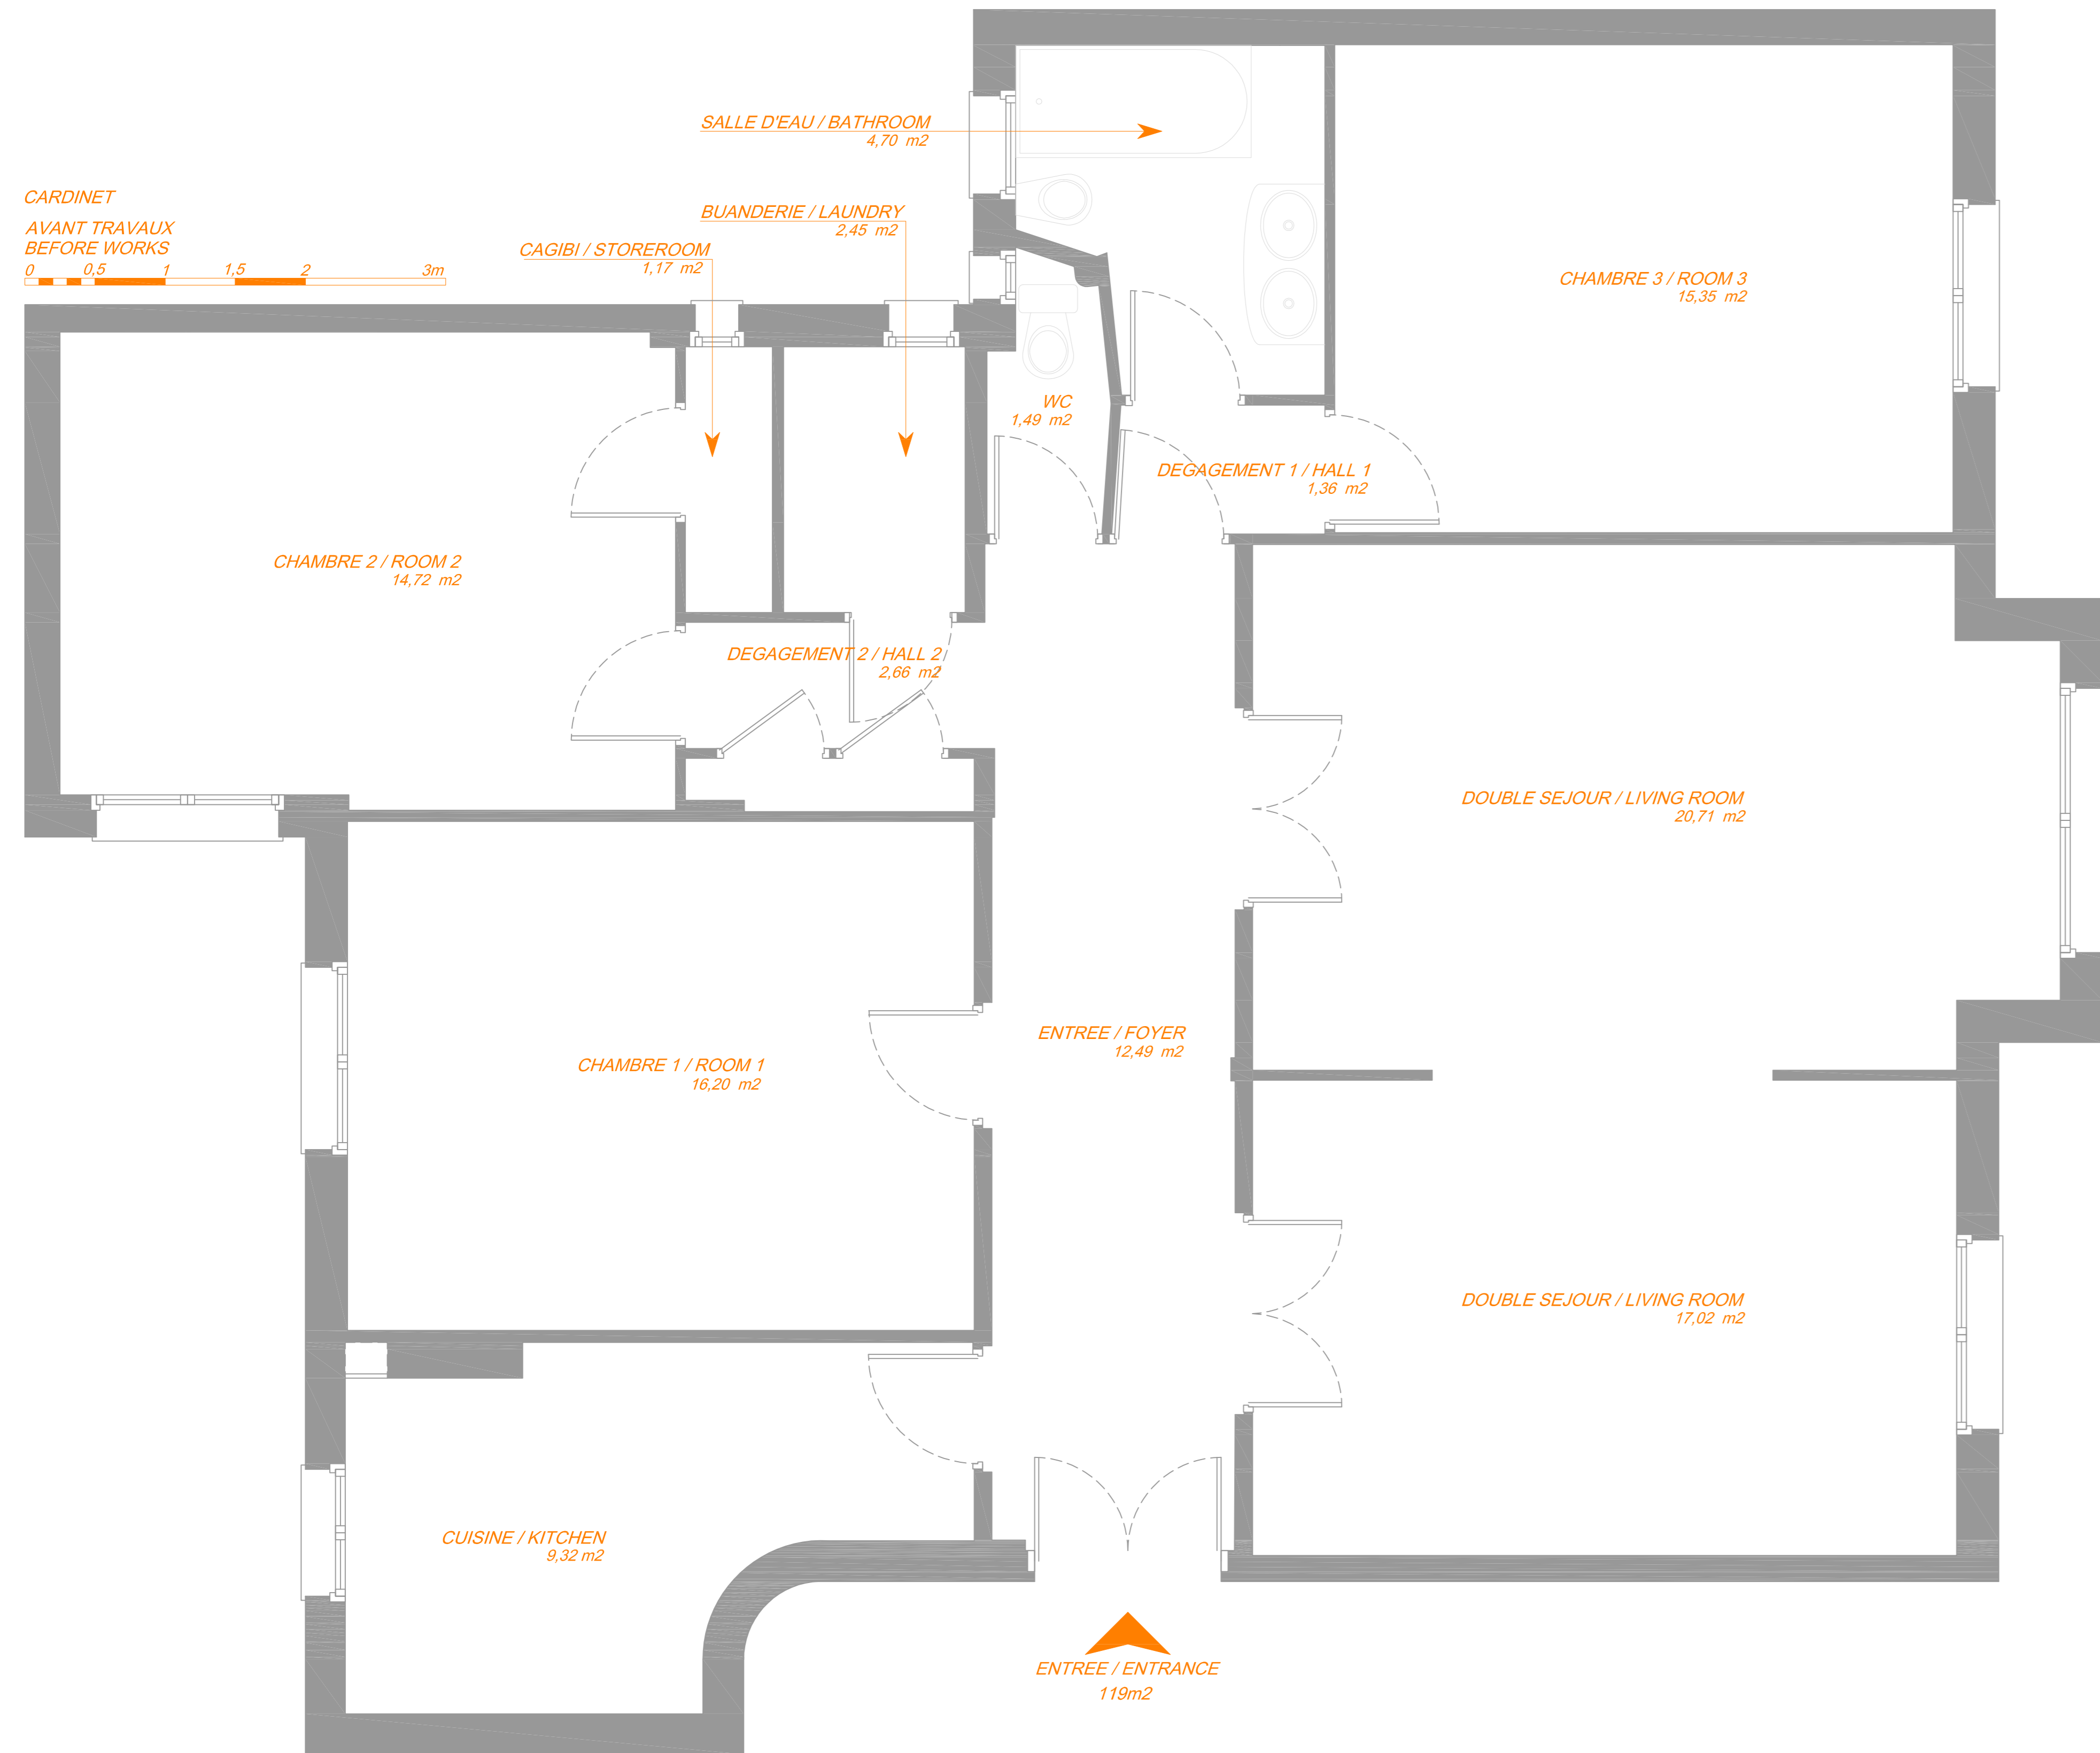 SALLE D'EAU / BATHROOM
4,70 m2
CARDINET
AVANT TRAVAUX
BEFORE WORKS
0 0,5 1 1,5 2 3m
BUANDERIE / LAUNDRY
2,45 m2
CAGIBI / STOREROOM
1,17 m2
CHAMBRE 3 / ROOM 3
15,35 m2
WC
1,49 m2
DEGAGEMENT 1 / HALL 1
1,36 m2
CHAMBRE 2 / ROOM 2
14,72 m2
DEGAGEMENT 2 / HALL 2
2,66 m2
DOUBLE SEJOUR / LIVING ROOM
20,71 m2
ENTREE / FOYER
12,49 m2
CHAMBRE 1 / ROOM 1
16,20 m2
DOUBLE SEJOUR / LIVING ROOM
17,02 m2
CUISINE / KITCHEN
9,32 m2
ENTREE / ENTRANCE
119m2